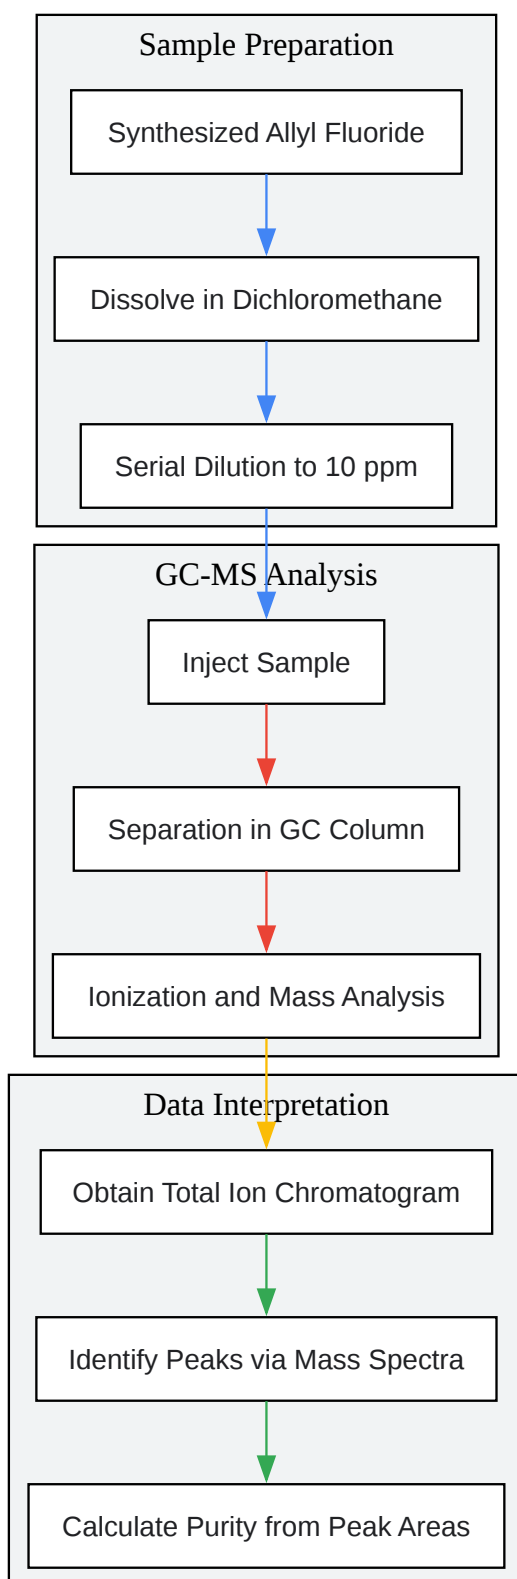 Sample Preparation
Synthesized Allyl Fluoride
Dissolve in Dichloromethane
Serial Dilution to 10 ppm
GC-MS Analysis
Inject Sample
Separation in GC Column
Ionization and Mass Analysis
Data Interpretation
Obtain Total Ion Chromatogram
Identify Peaks via Mass Spectra
Calculate Purity from Peak Areas